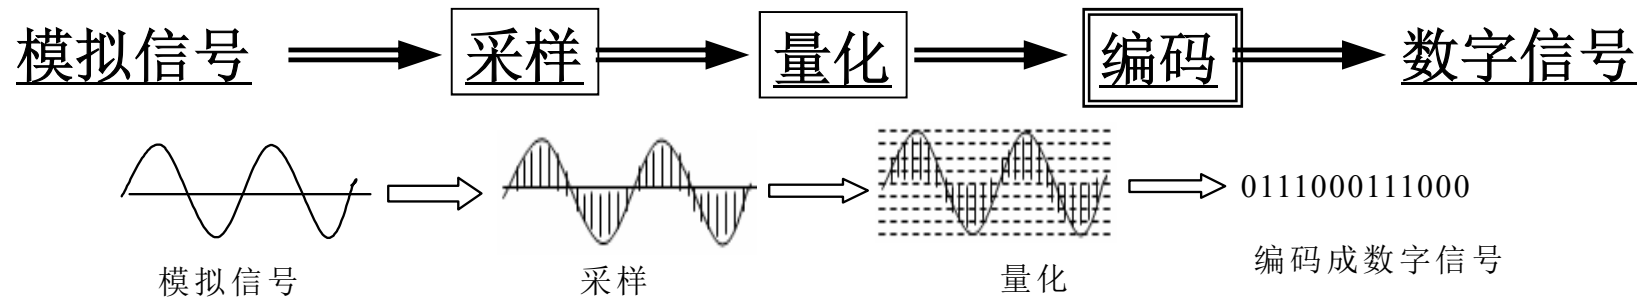 模拟信号 采样 量化 编码 数字信号
0111000111000
模拟信号 采样 量化 编码成数字信号